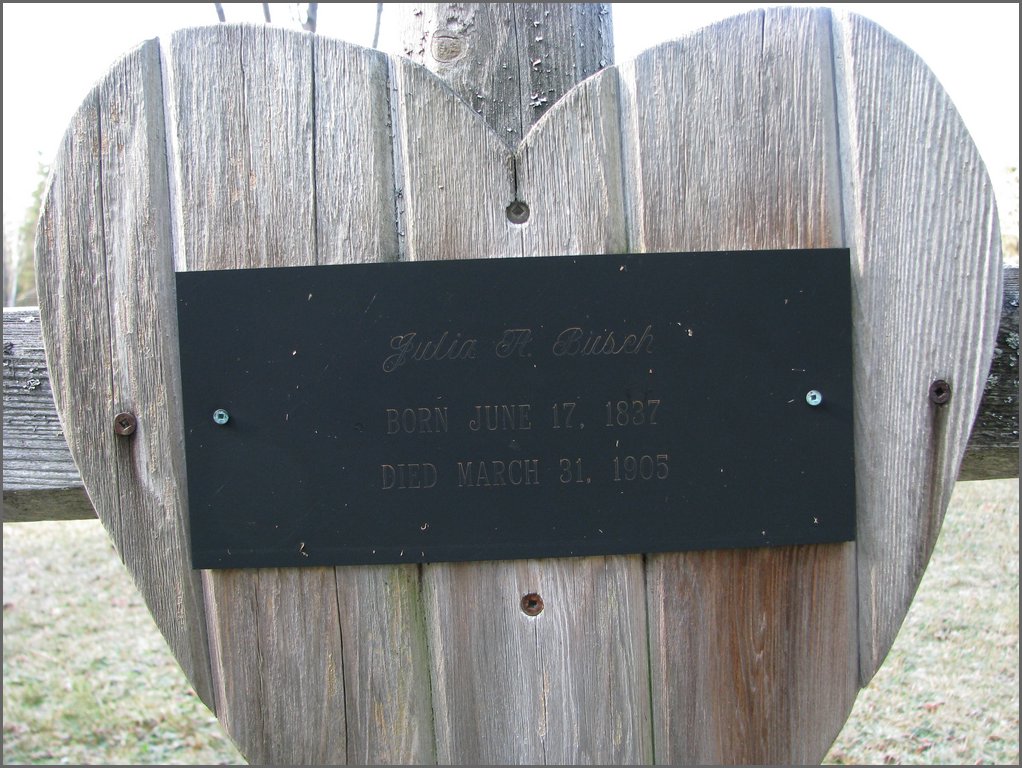 Julia A. Busch
BORN JUNE 17, 1837
DIED MARCH 31, 1905